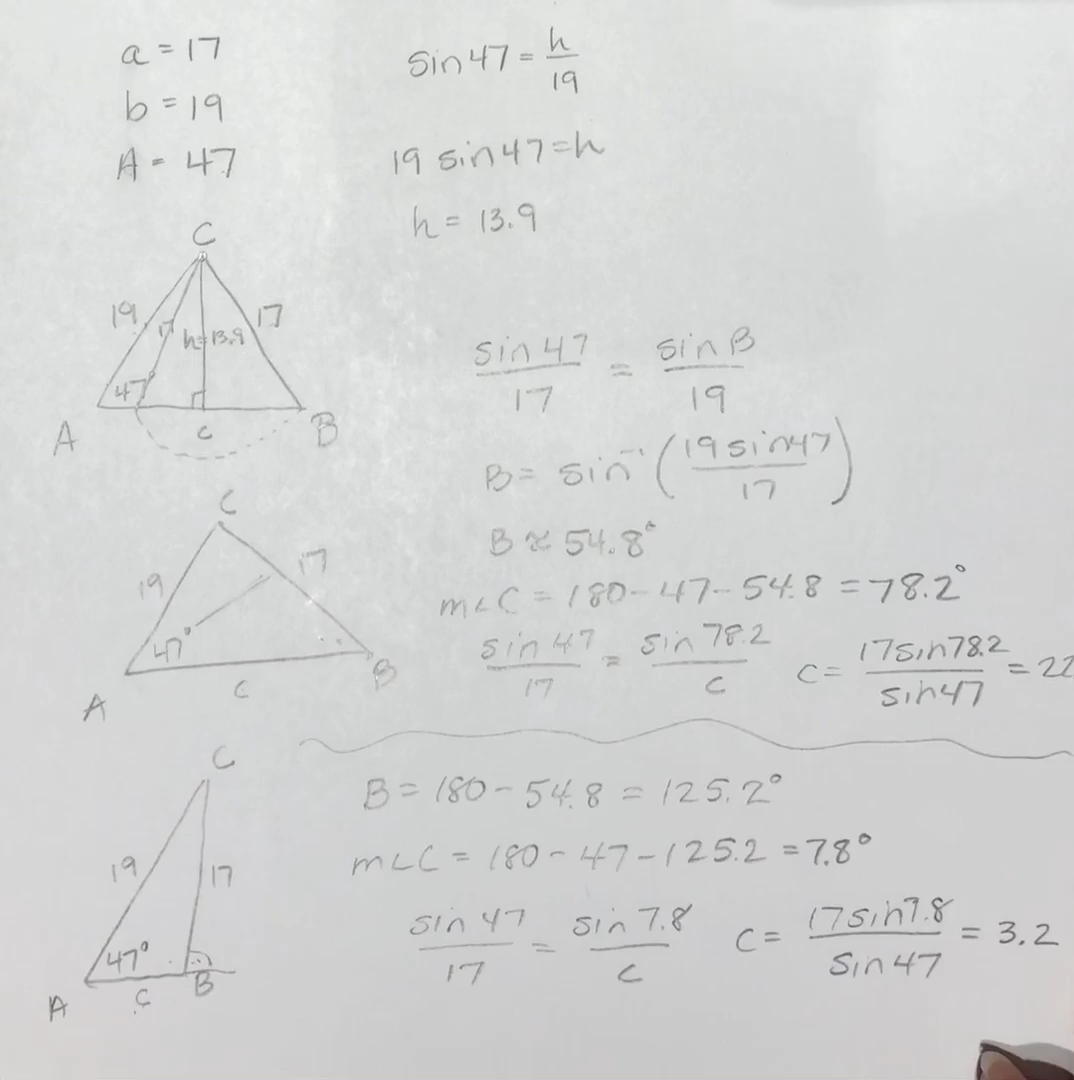 a = 17
b = 19
A = 47
sin 47 = h/19
19 sin 47 = h
h = 13.9
C
19
17
h=13.9
17
47°
A
c
B
sin 47/17 = sin B/19
B = sin⁻¹(19 sin 47/17)
B ≈ 54.8°
C
19
17
47°
A
c
B
m∠C = 180 - 47 - 54.8 = 78.2°
sin 47/17 = sin 78.2/c
c = 17 sin 78.2/sin 47 = 22
C
19
17
47°
A
c
B
B = 180 - 54.8 = 125.2°
m∠C = 180 - 47 - 125.2 = 7.8°
sin 47/17 = sin 7.8/c
c = 17 sin 7.8/sin 47 = 3.2